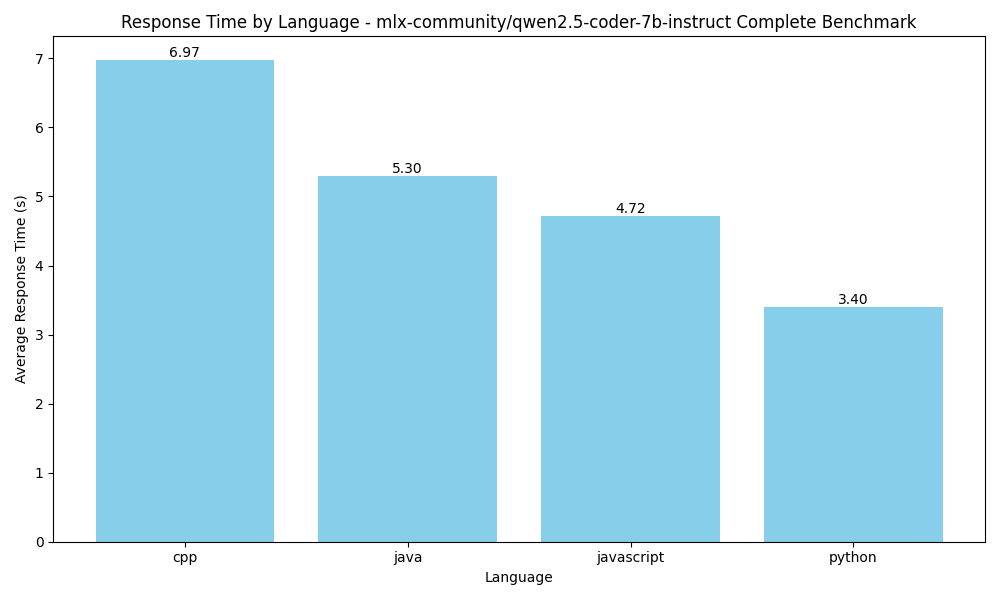 Response Time by Language - mlx-community/qwen2.5-coder-7b-instruct Complete Benchmark
Average Response Time (s)
7
6
5
4
3
2
1
0
6.97
5.30
4.72
3.40
cpp
java
javascript
python
Language